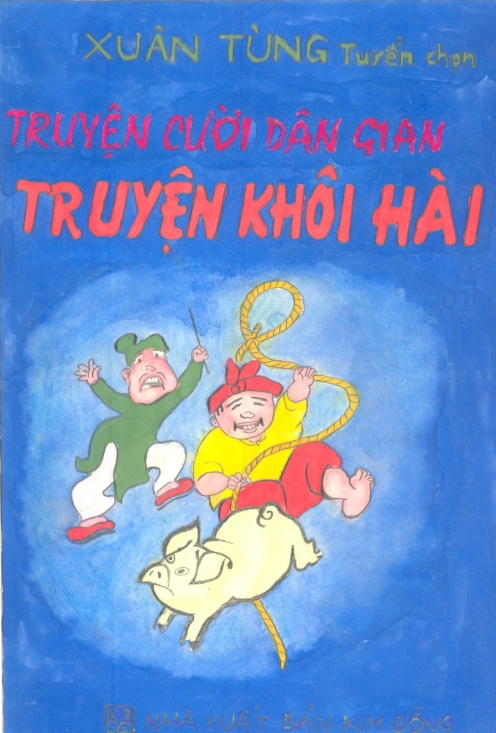 XUÂN TÙNG Tuyển chọn
TRUYỆN CƯỜI DÂN GIAN
TRUYỆN KHÔI HÀI
NHÀ XUẤT BẢN KIM ĐỒNG